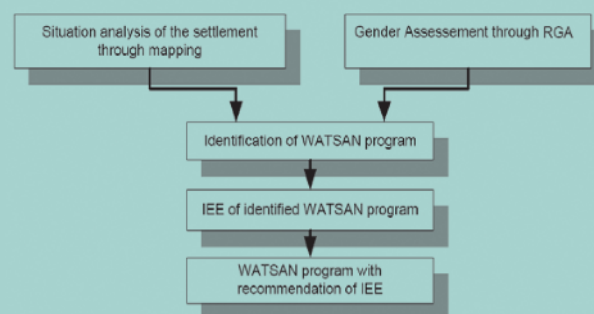 Situation analysis of the settlement
through mapping
Gender Assessement through RGA
Identification of WATSAN program
IEE of identified WATSAN program
WATSAN program with
recommendation of IEE